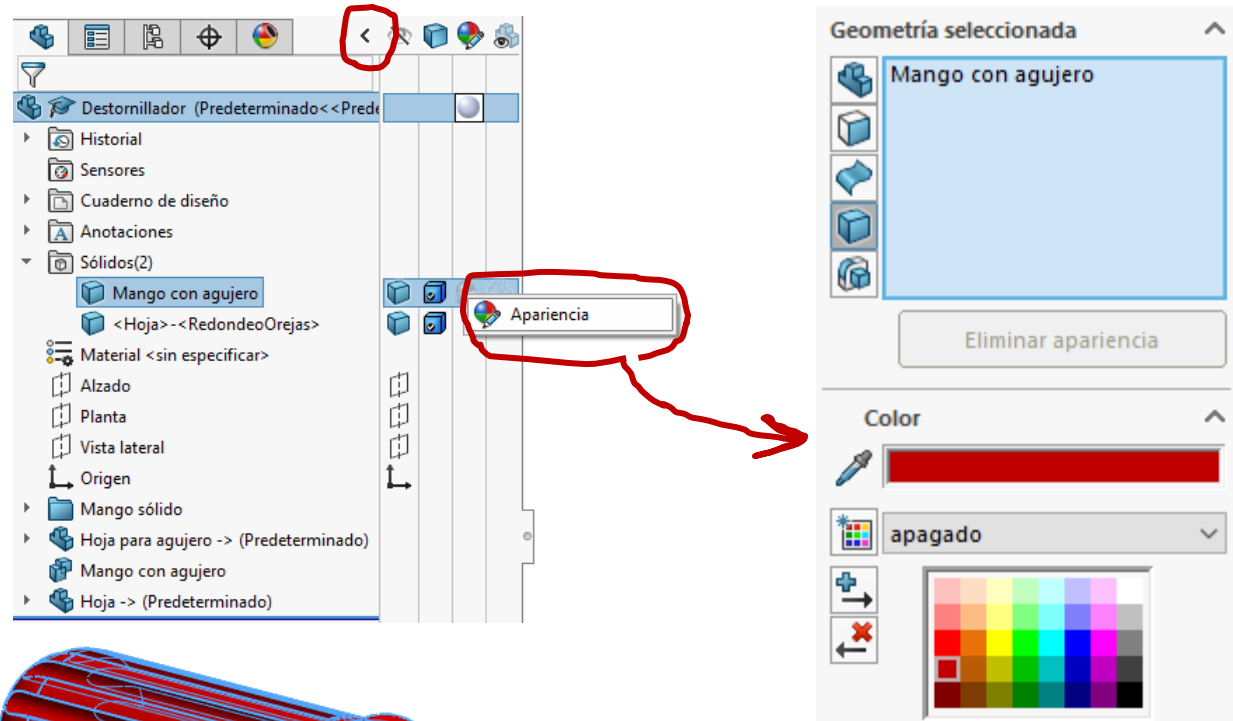 Destornillador (Predeterminado<<Prede
Historial
Sensores
Cuaderno de diseño
Anotaciones
Sólidos(2)
Mango con agujero
<Hoja>-<RedondeoOrejas>
Material <sin especificar>
Alzado
Planta
Vista lateral
Origen
Mango sólido
Hoja para agujero -> (Predeterminado)
Mango con agujero
Hoja -> (Predeterminado)
Apariencia
Geometría seleccionada
Mango con agujero
Eliminar apariencia
Color
apagado